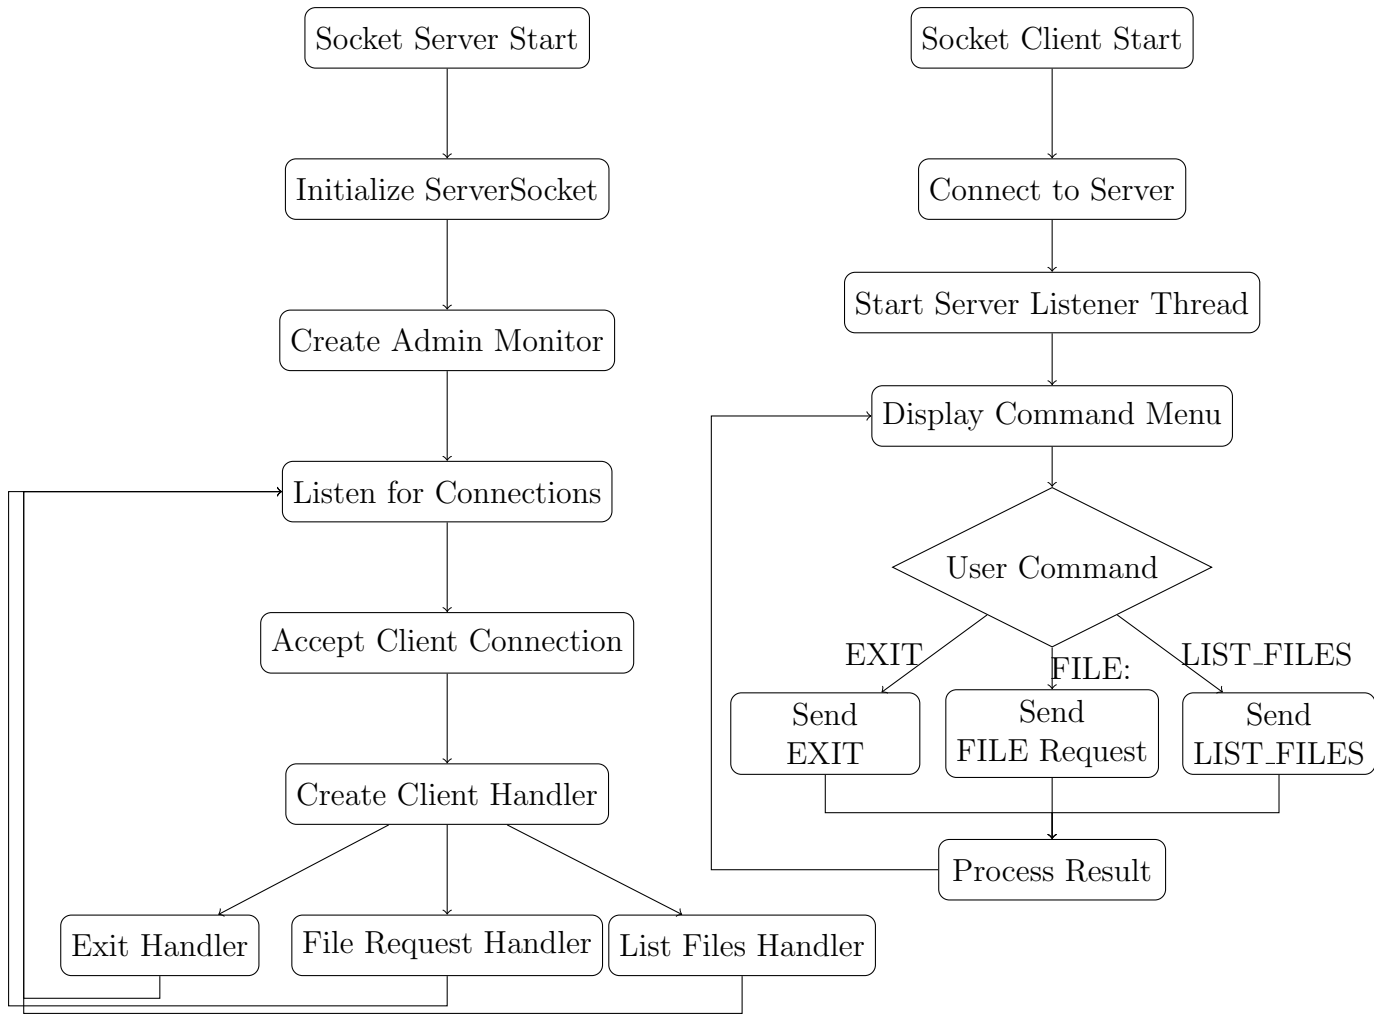 Socket Server Start
Initialize ServerSocket
Create Admin Monitor
Listen for Connections
Accept Client Connection
Create Client Handler
Exit Handler
File Request Handler
List Files Handler
Socket Client Start
Connect to Server
Start Server Listener Thread
Display Command Menu
User Command
EXIT
FILE:
LIST_FILES
Send
EXIT
Send
FILE Request
Send
LIST_FILES
Process Result